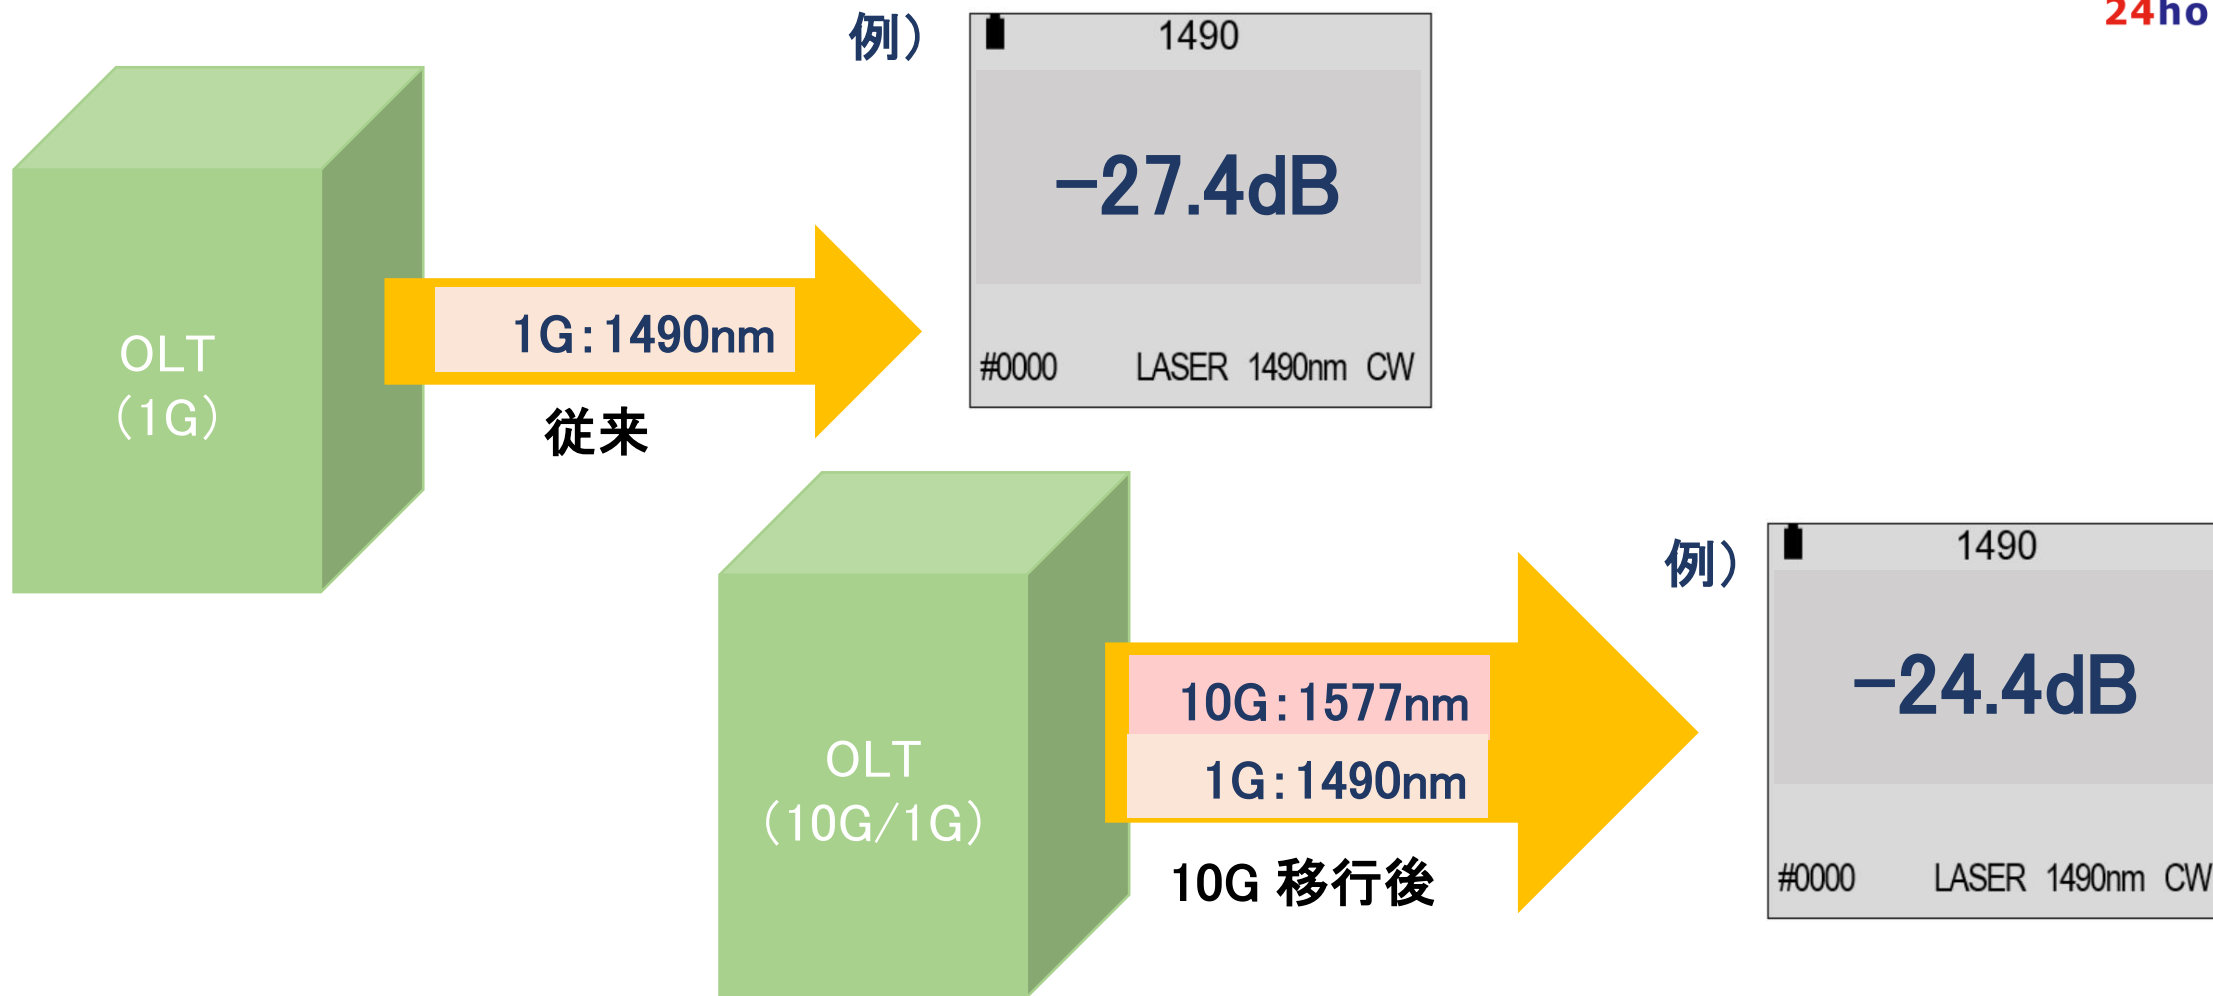 24ho
例）
1490
−27.4dB
#0000 LASER 1490nm CW
OLT
（1G）
1G：1490nm
従来
例）
1490
−24.4dB
#0000 LASER 1490nm CW
OLT
（10G/1G）
10G：1577nm
1G：1490nm
10G 移行後